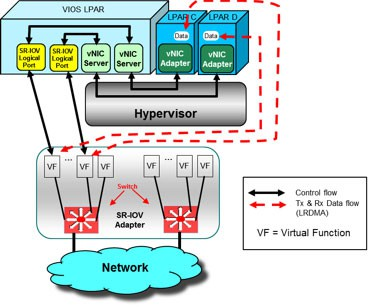 VIOS LPAR
LPAR C
LPAR D
Data
Data
SR-IOV
Logical
Port
SR-IOV
Logical
Port
vNIC
Server
vNIC
Server
vNIC
Adapter
vNIC
Adapter
Hypervisor
VF
...
VF
VF
VF
...
VF
VF
Switch
SR-IOV
Adapter
Network
Control flow
Tx & Rx Data flow
(LRDMA)
VF = Virtual Function